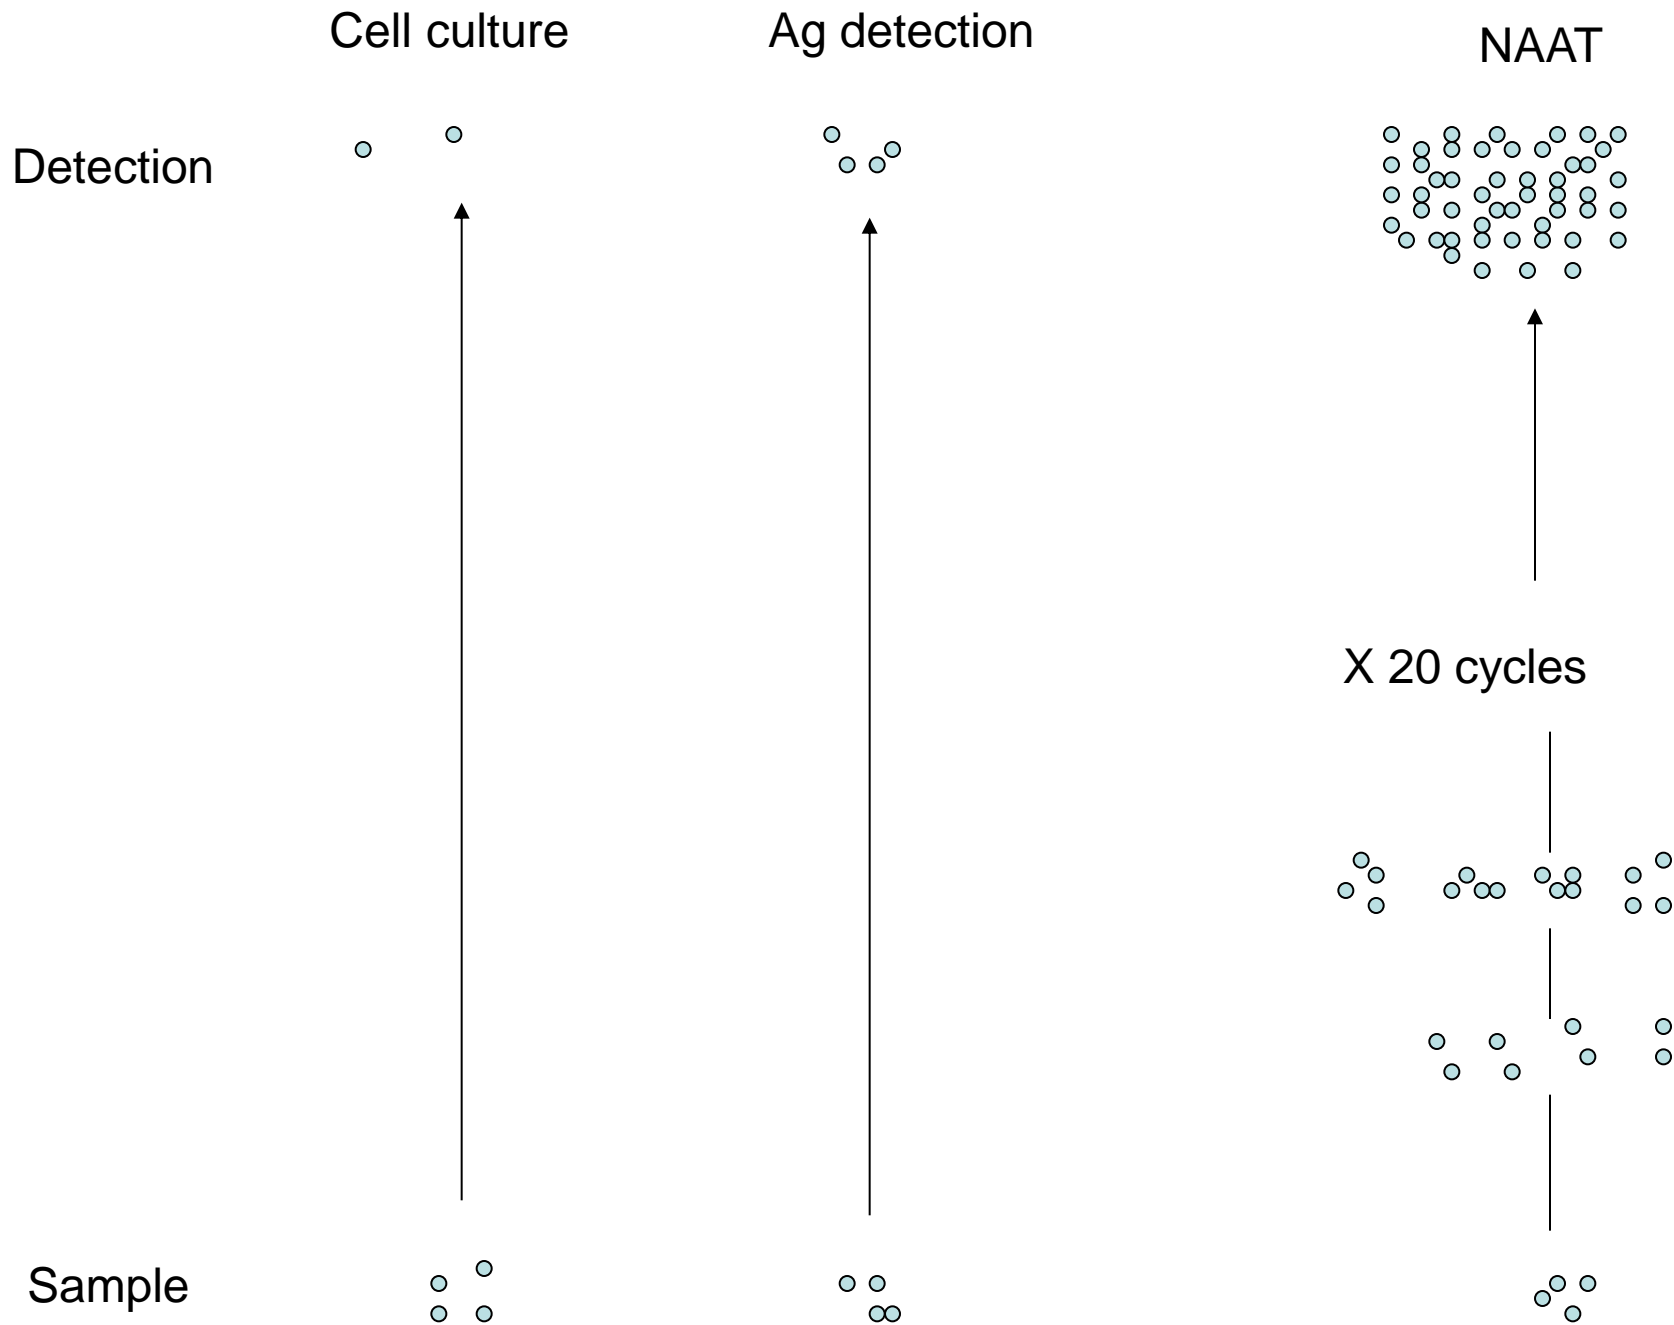 Cell culture
Ag detection
NAAT
Detection
X 20 cycles
Sample